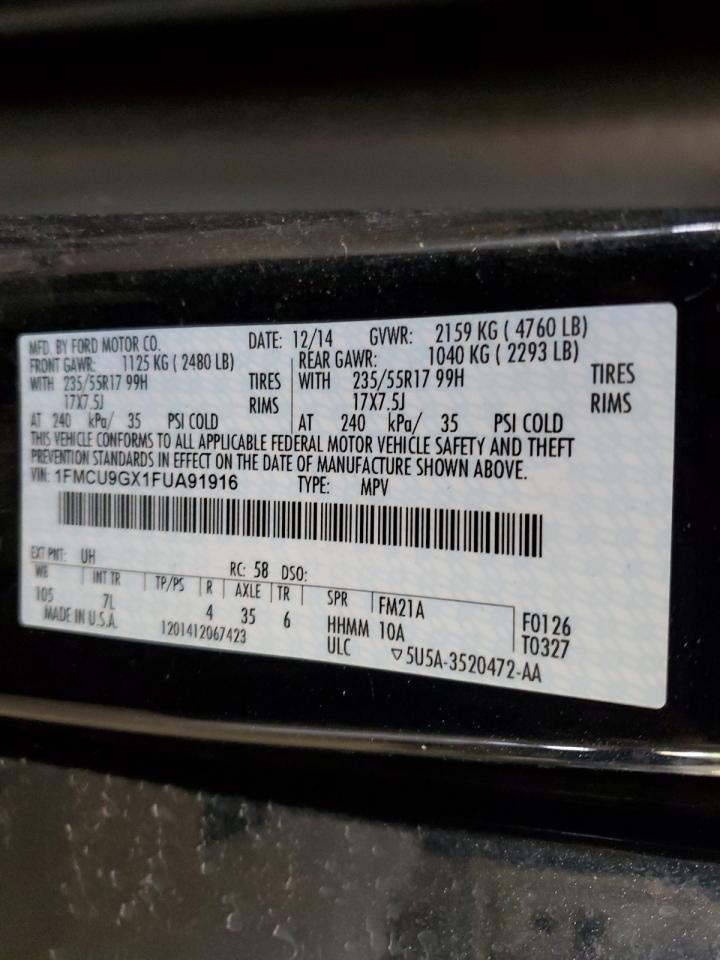 MFD. BY FORD MOTOR CO. DATE: 12/14 GVWR: 2159 KG ( 4760 LB)
FRONT GAWR: 1125 KG ( 2480 LB) REAR GAWR: 1040 KG ( 2293 LB)
WITH 235/55R17 99H TIRES WITH 235/55R17 99H TIRES
17X7.5J RIMS 17X7.5J RIMS
AT 240 kPa/ 35 PSI COLD AT 240 kPa/ 35 PSI COLD
THIS VEHICLE CONFORMS TO ALL APPLICABLE FEDERAL MOTOR VEHICLE SAFETY AND THEFT
PREVENTION STANDARDS IN EFFECT ON THE DATE OF MANUFACTURE SHOWN ABOVE.
VIN: 1FMCU9GX1FUA91916 TYPE: MPV
EXT PNT: UH RC: 58 DSO:
WB INT TR TP/PS R AXLE TR SPR FM21A
105 7L 4 35 6 HHMM 10A F0126
MADE IN U.S.A. 1201412067423 ULC T0327
▽5U5A-3520472-AA